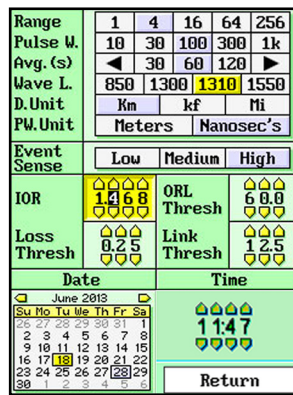 Range 1 4 16 64 256
Pulse W. 10 30 100 300 1k
Avg.(s) 30 60 120
Wave L. 850 1300 1310 1550
D.Unit Km kf Mi
PW.Unit Meters Nanosec's
Event Sense Low Medium High
IOR 1.468
ORL Thresh 60.0
Loss Thresh 0.25
Link Thresh 12.5
Date Time
June 2013
Su Mo Tu We Th Fr Sa
26 27 28 29 30 31 1
2 3 4 5 6 7 8
9 10 11 12 13 14 15
16 17 18 19 20 21 22
23 24 25 26 27 28 29
30 1 2 3 4 5 6
11:47
Return